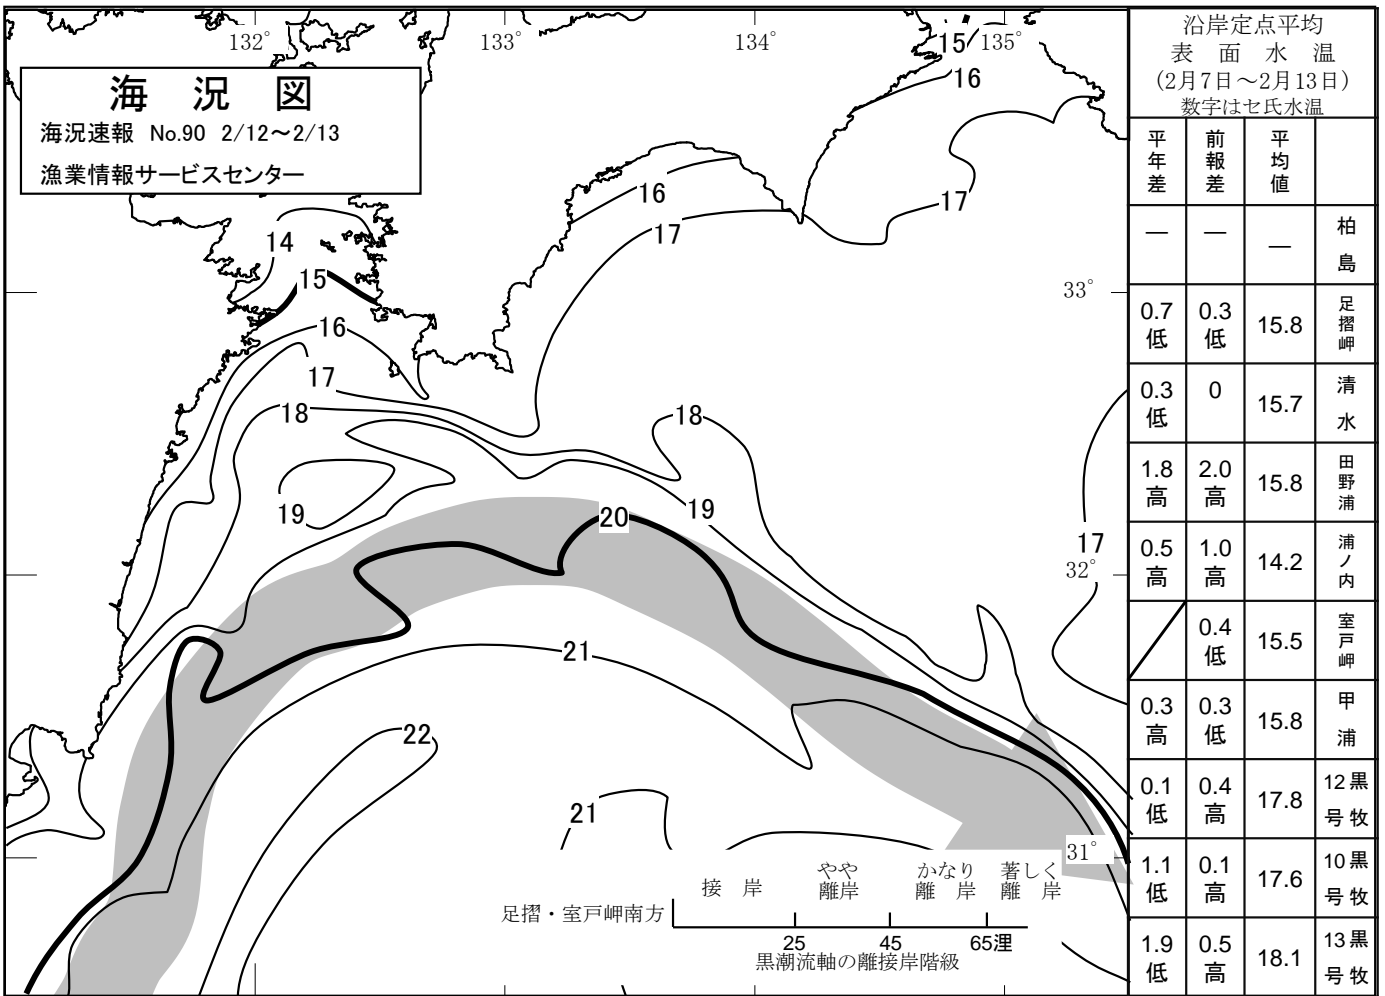 132°
133°
134°
135°
海況図
海況速報 No.90 2/12～2/13
漁業情報サービスセンター
15
16
17
16
17
14
15
16
17
18
19
18
19
20
17
21
22
21
33°
32°
31°
接岸
やや離岸
かなり離岸
著しく離岸
足摺・室戸岬南方
25 45 65浬
黒潮流軸の離接岸階級
沿岸定点平均
表面水温
(2月7日～2月13日)
数字はセ氏水温
平年差 前報差 平均値
― ― ― 柏島
0.7低 0.3低 15.8 足摺岬
0.3低 0 15.7 清水
1.8高 2.0高 15.8 田野浦
0.5高 1.0高 14.2 浦ノ内
0.4低 15.5 室戸岬
0.3高 0.3低 15.8 甲浦
0.1低 0.4高 17.8 黒牧12号
1.1低 0.1高 17.6 黒牧10号
1.9低 0.5高 18.1 黒牧13号